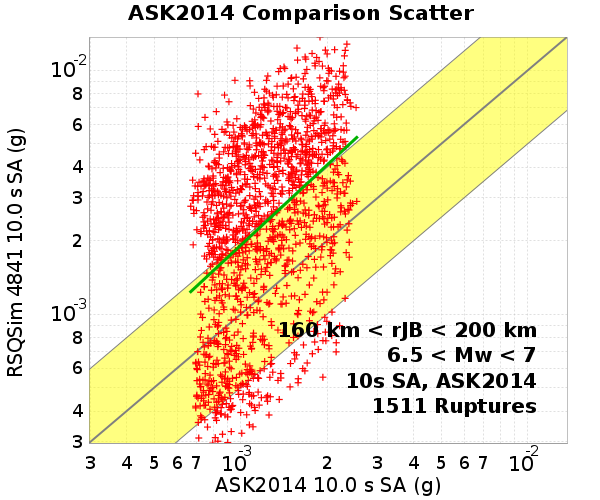 ASK2014 Comparison Scatter
RSQSim 4841 10.0 s SA (g)
10-2
8
6
4
3
2
10-3
8
6
4
3
160 km < rJB < 200 km
6.5 < Mw < 7
10s SA, ASK2014
1511 Ruptures
3 4 5 6 7 10-3 2 3 4 5 6 7 10-2
ASK2014 10.0 s SA (g)